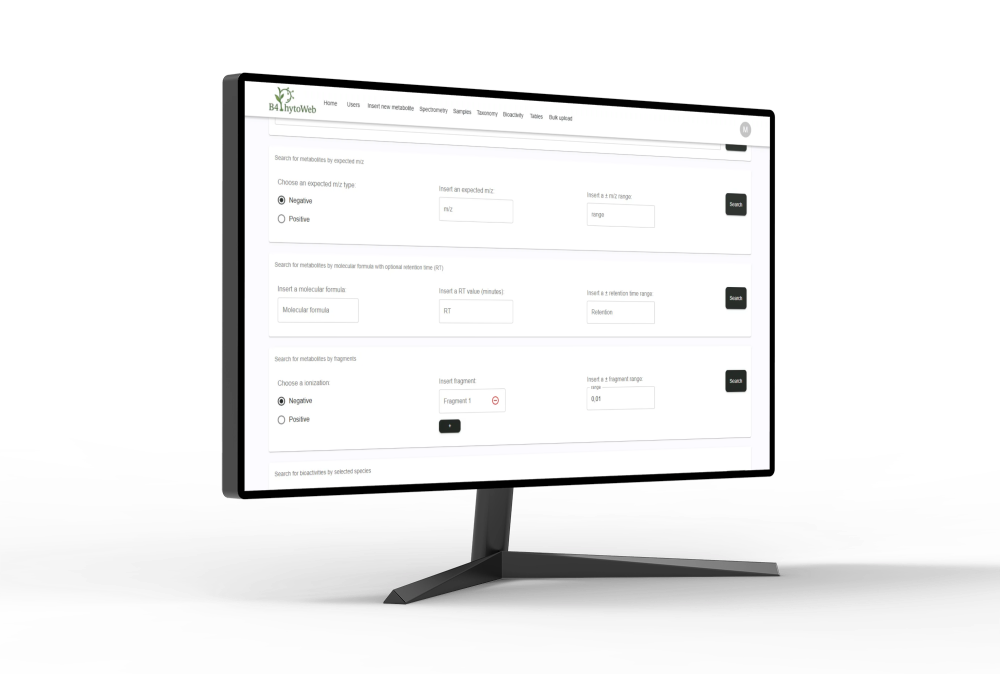 B4PhytoWeb Home Users Insert new metabolite Spectrometry Samples Taxonomy Bioactivity Tables Bulk upload
M
Search for metabolites by expected m/z
Choose an expected m/z type: Insert an expected m/z: Insert a ± m/z range:
Negative m/z range Search
Positive
Search for metabolites by molecular formula with optional retention time (RT)
Insert a molecular formula: Insert a RT value (minutes): Insert a ± retention time range:
Molecular formula RT Retention Search
Search for metabolites by fragments
Choose a ionization: Insert fragment: Insert a ± fragment range:
range
Negative Fragment 1 0,01 Search
Positive +
Search for bioactivities by selected species